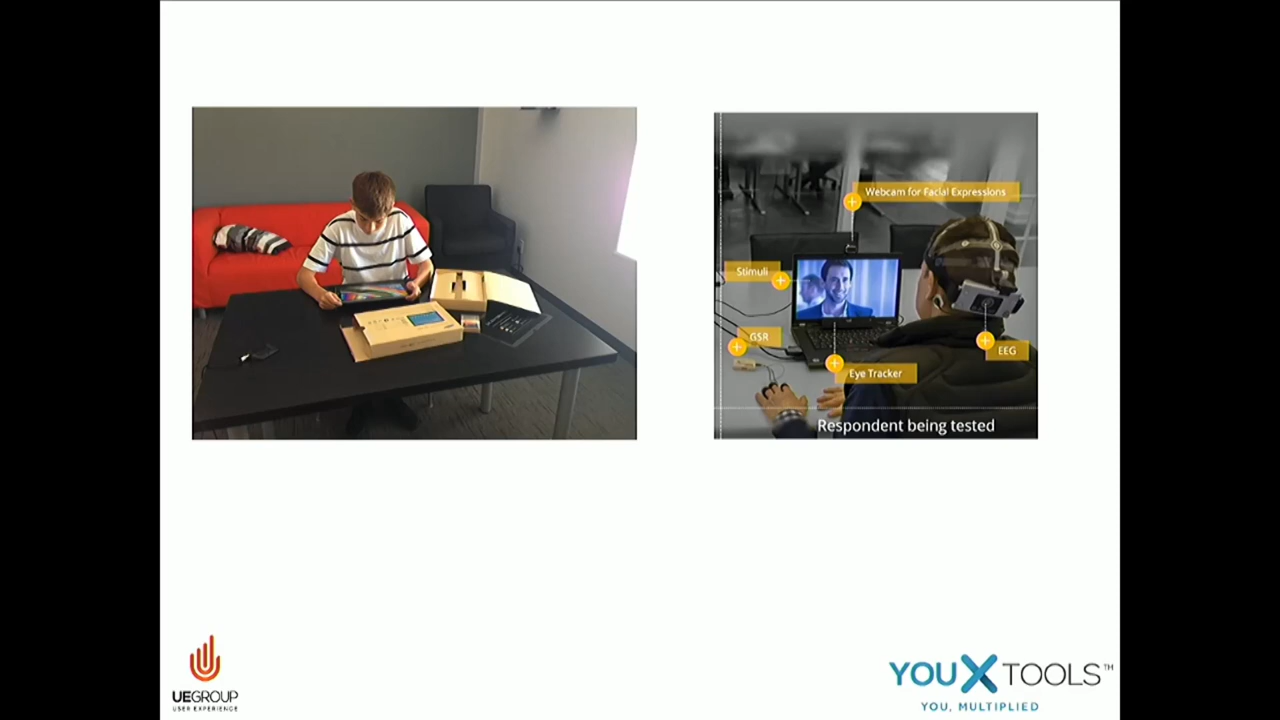 Webcam for Facial Expressions
Stimuli
GSR
Eye Tracker
EEG
Respondent being tested
UEGROUP
USER EXPERIENCE
YOU X TOOLS™
YOU, MULTIPLIED